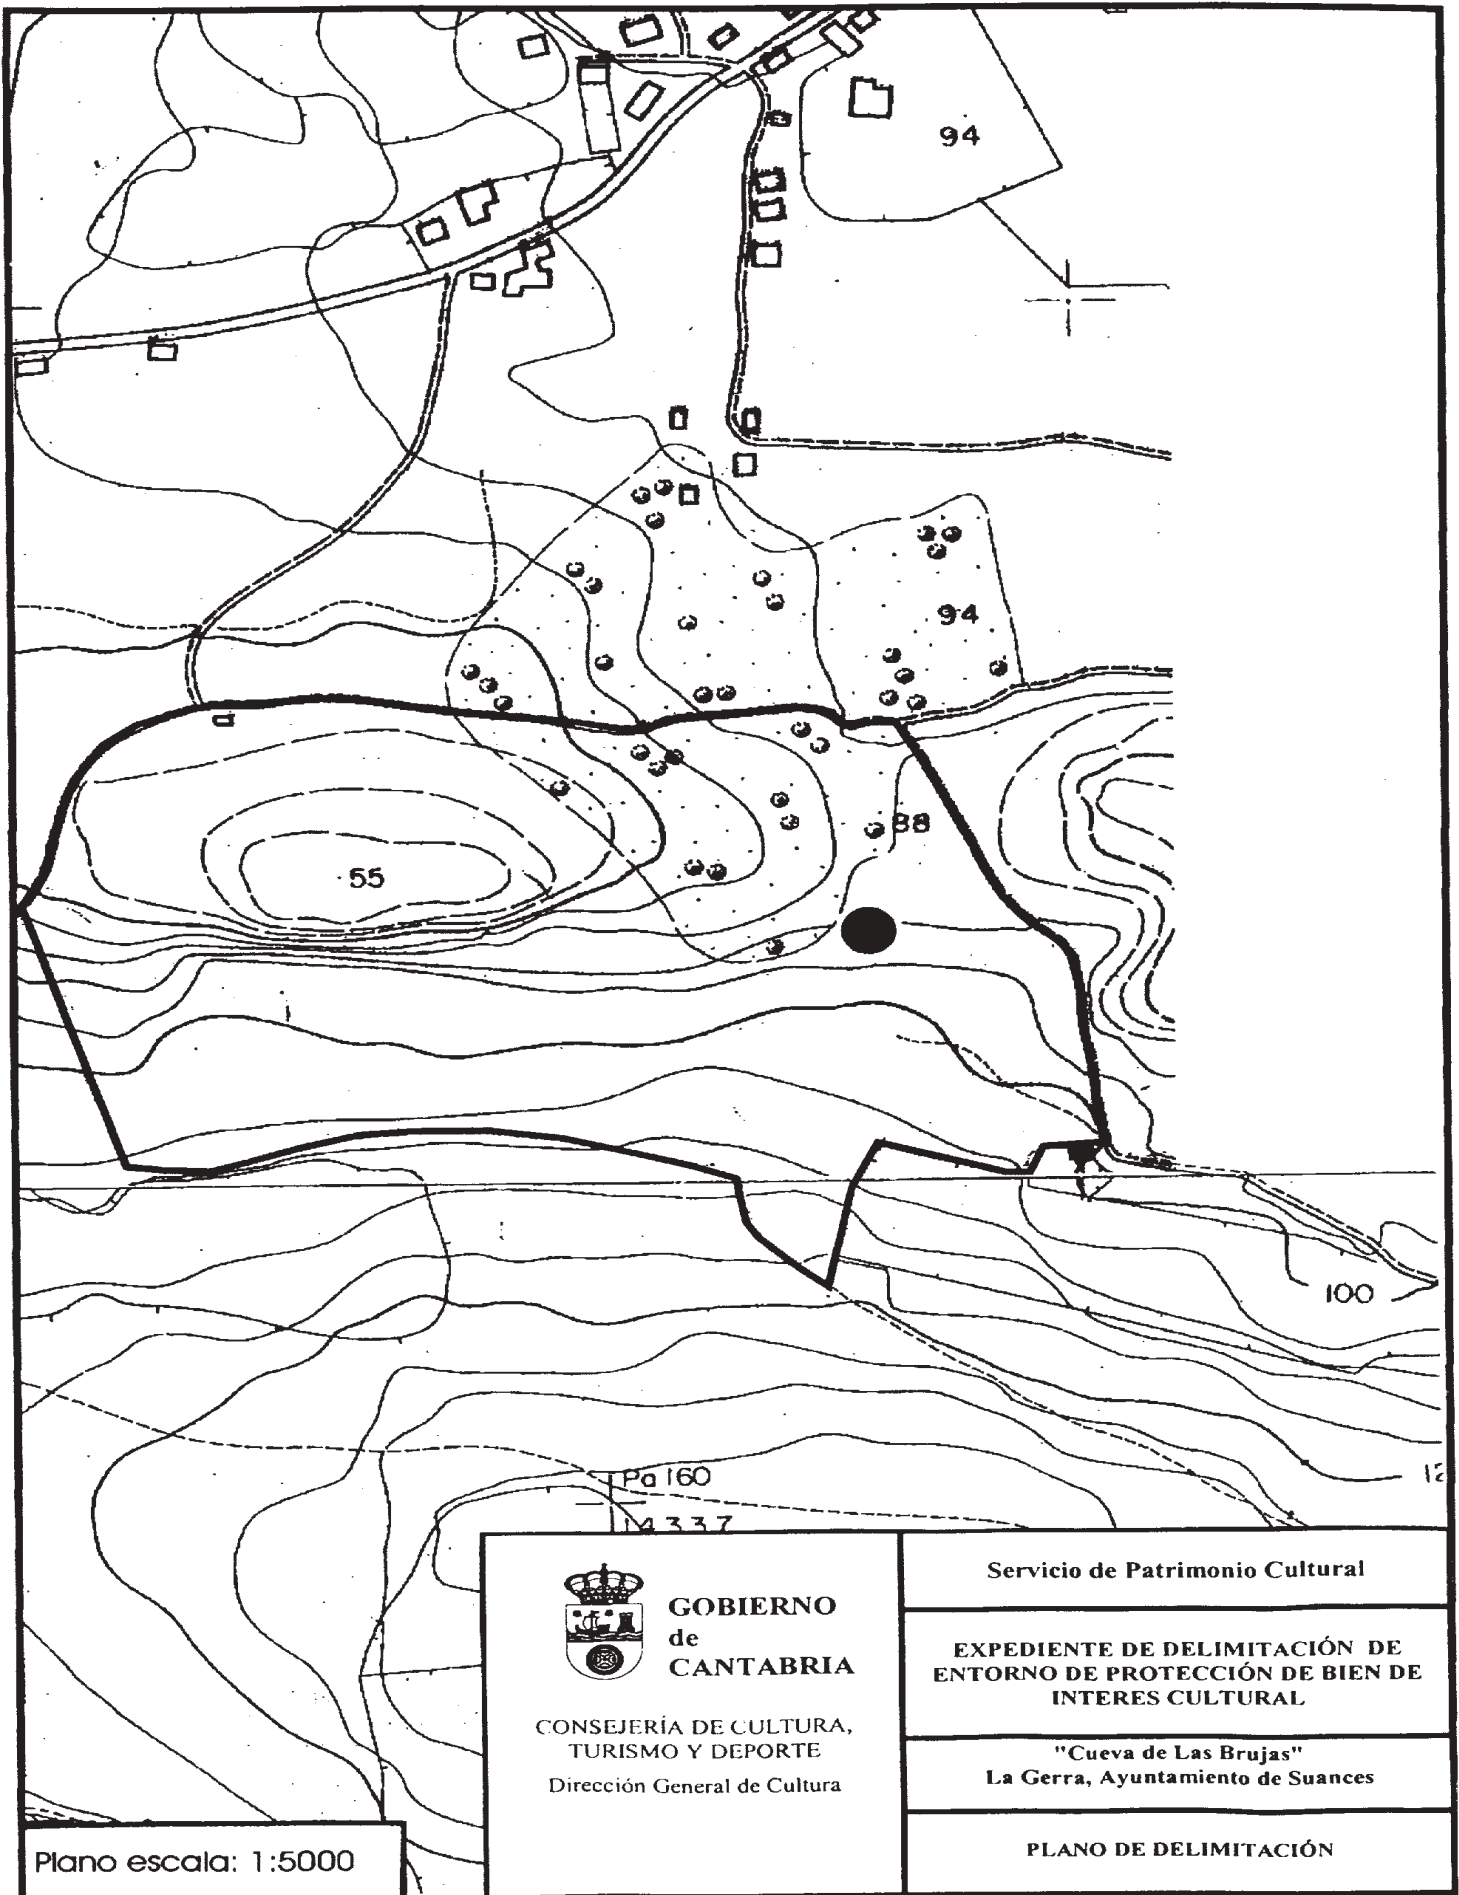 94
94
88
55
100
12
Pa 160
14337
GOBIERNO
de
CANTABRIA
CONSEJERÍA DE CULTURA,
TURISMO Y DEPORTE
Dirección General de Cultura
Servicio de Patrimonio Cultural
EXPEDIENTE DE DELIMITACIÓN DE
ENTORNO DE PROTECCIÓN DE BIEN DE
INTERES CULTURAL
"Cueva de Las Brujas"
La Gerra, Ayuntamiento de Suances
PLANO DE DELIMITACIÓN
Plano escala: 1:5000